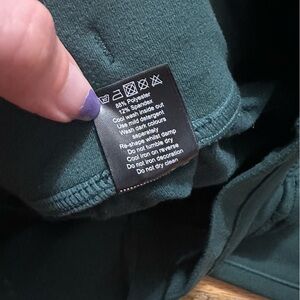 88% Polyester
12% Spandex
Cool wash inside out
Use mild detergent
Wash dark colours
separately
Re-shape whilst damp
Do not tumble dry
Cool iron on reverse
Do not iron decoration
Do not dry clean